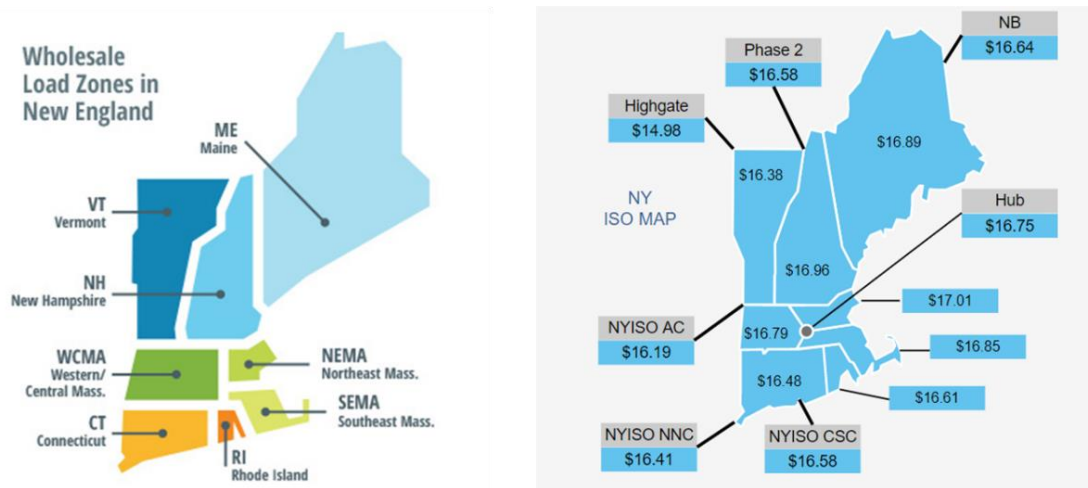 Wholesale
Load Zones in
New England
ME
Maine
VT
Vermont
NH
New Hampshire
WCMA
Western/
Central Mass.
NEMA
Northeast Mass.
SEMA
Southeast Mass.
CT
Connecticut
RI
Rhode Island
NB
$16.64
Phase 2
$16.58
Highgate
$14.98
$16.89
$16.38
NY
ISO MAP
Hub
$16.75
$16.96
$17.01
NYISO AC
$16.19
$16.79
$16.85
$16.48
$16.61
NYISO NNC
$16.41
NYISO CSC
$16.58